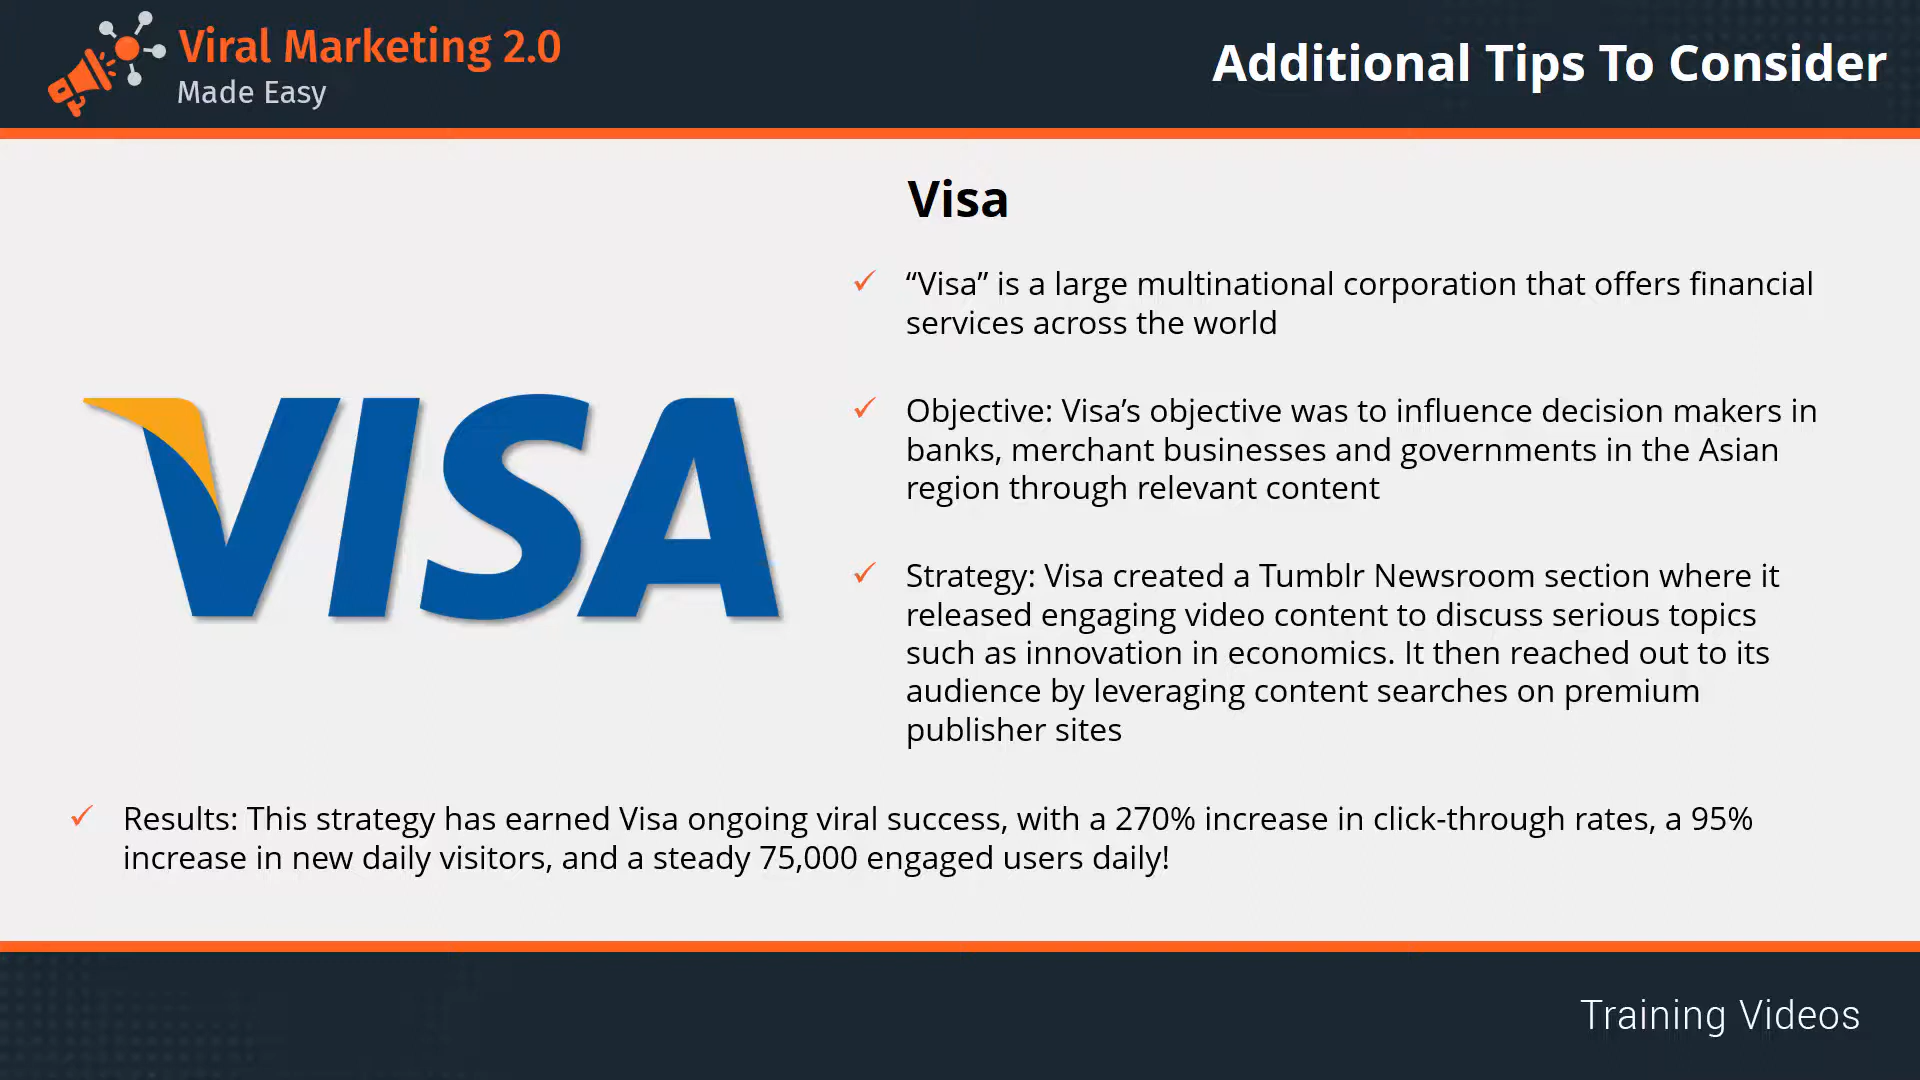 Viral Marketing 2.0
Made Easy
Additional Tips To Consider
Visa
“Visa” is a large multinational corporation that offers financial
services across the world
VISA
Objective: Visa’s objective was to influence decision makers in
banks, merchant businesses and governments in the Asian
region through relevant content
Strategy: Visa created a Tumblr Newsroom section where it
released engaging video content to discuss serious topics
such as innovation in economics. It then reached out to its
audience by leveraging content searches on premium
publisher sites
Results: This strategy has earned Visa ongoing viral success, with a 270% increase in click-through rates, a 95%
increase in new daily visitors, and a steady 75,000 engaged users daily!
Training Videos